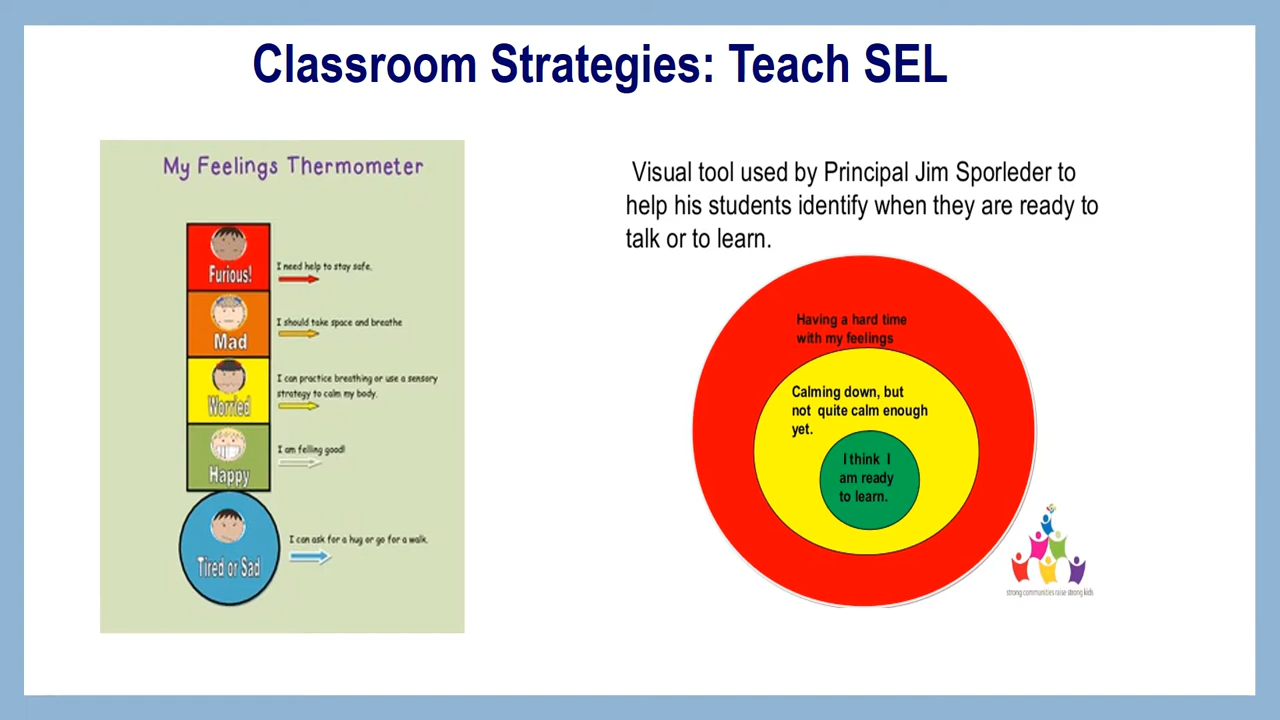 Classroom Strategies: Teach SEL
My Feelings Thermometer
Furious!
I need help to stay safe.
Mad
I should take space and breathe
Worried
I can practice breathing or use a sensory
strategy to calm my body.
Happy
I am felling good!
Tired or Sad
I can ask for a hug or go for a walk.
Visual tool used by Principal Jim Sporleder to
help his students identify when they are ready to
talk or to learn.
Having a hard time
with my feelings
Calming down, but
not quite calm enough
yet.
I think I
am ready
to learn.
strong communities raise strong kids